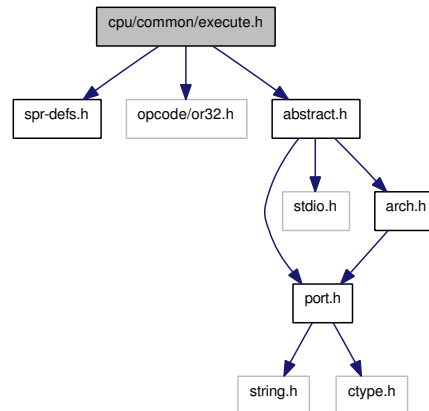 cpu/common/execute.h
spr-defs.h
opcode/or32.h
abstract.h
stdio.h
arch.h
port.h
string.h
ctype.h